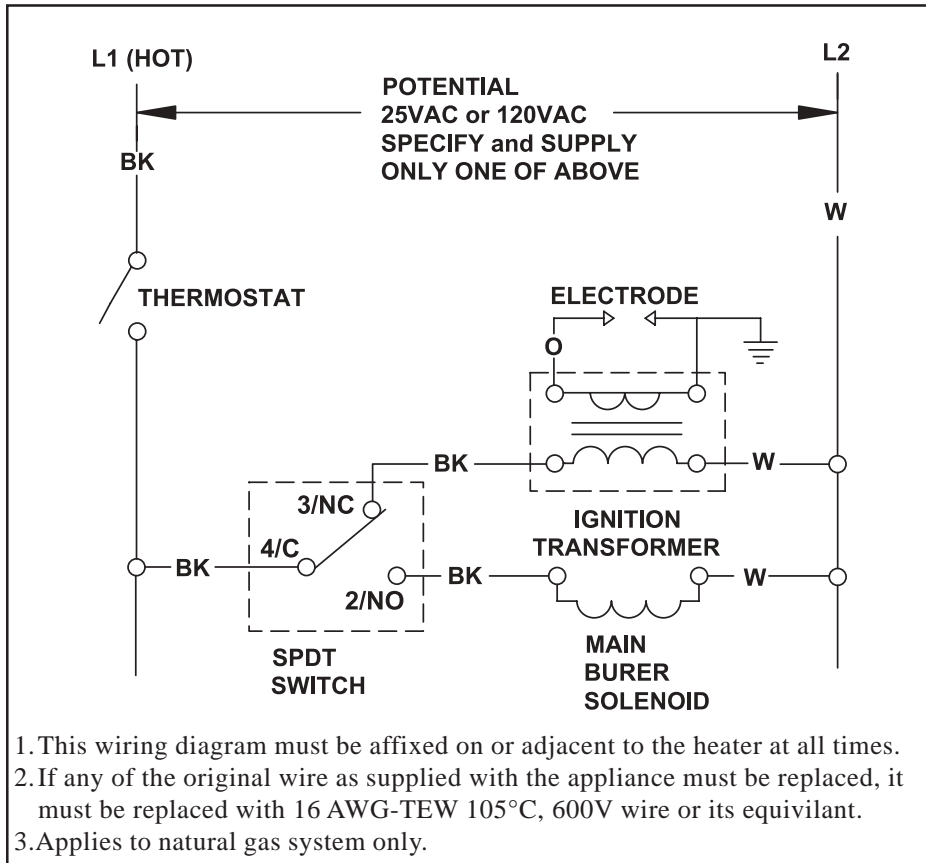 L1 (HOT)
L2
POTENTIAL
25VAC or 120VAC
SPECIFY and SUPPLY
ONLY ONE OF ABOVE
BK
W
THERMOSTAT
ELECTRODE
O
BK
W
3/NC
IGNITION
TRANSFORMER
4/C
BK
BK
W
2/NO
SPDT
SWITCH
MAIN
BURER
SOLENOID
1.This wiring diagram must be affixed on or adjacent to the heater at all times.
2.If any of the original wire as supplied with the appliance must be replaced, it
must be replaced with 16 AWG-TEW 105°C, 600V wire or its equivilant.
3.Applies to natural gas system only.